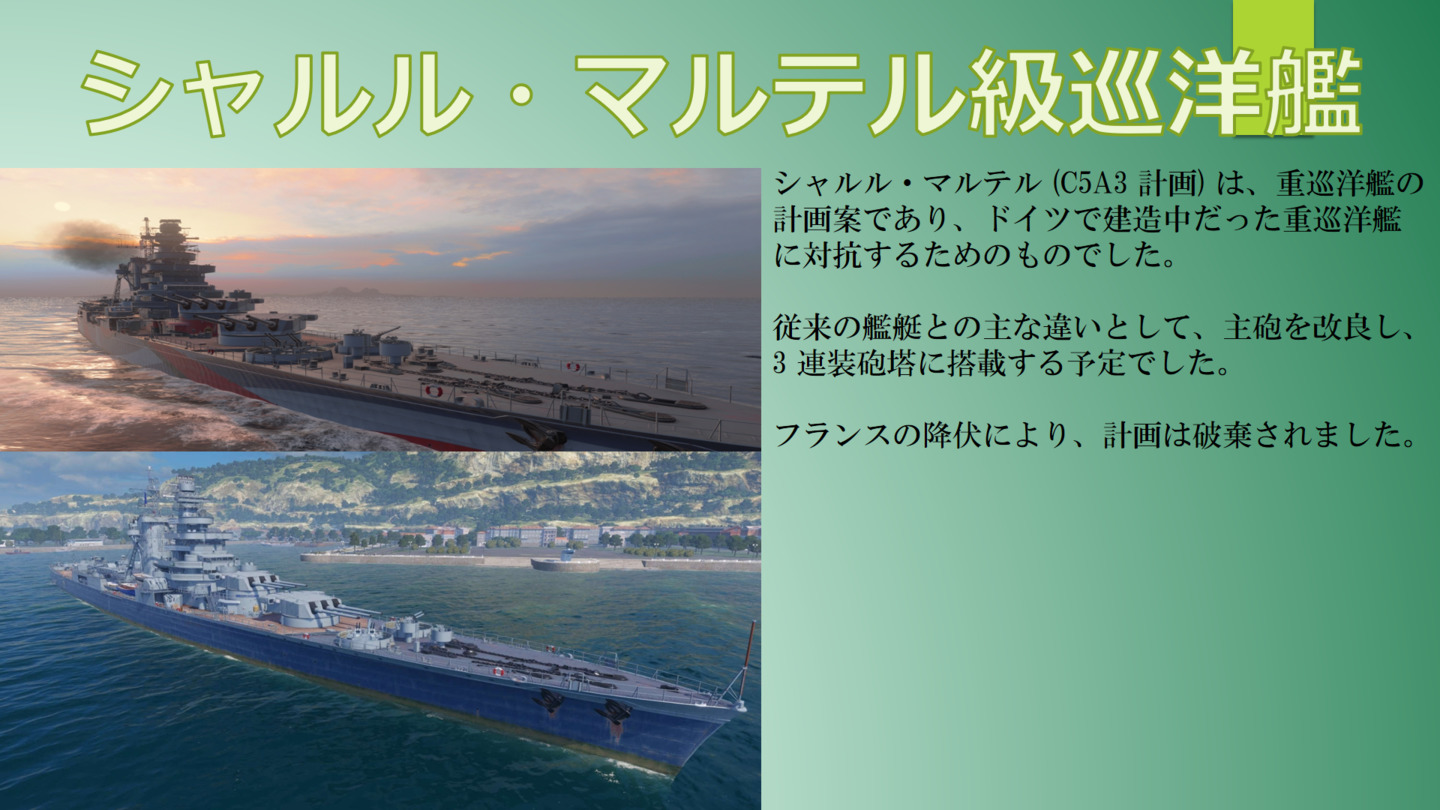 シャルル・マルテル級巡洋艦
シャルル・マルテル (C5A3 計画) は、重巡洋艦の
計画案であり、ドイツで建造中だった重巡洋艦
に対抗するためのものでした。
従来の艦艇との主な違いとして、主砲を改良し、
3 連装砲塔に搭載する予定でした。
フランスの降伏により、計画は破棄されました。